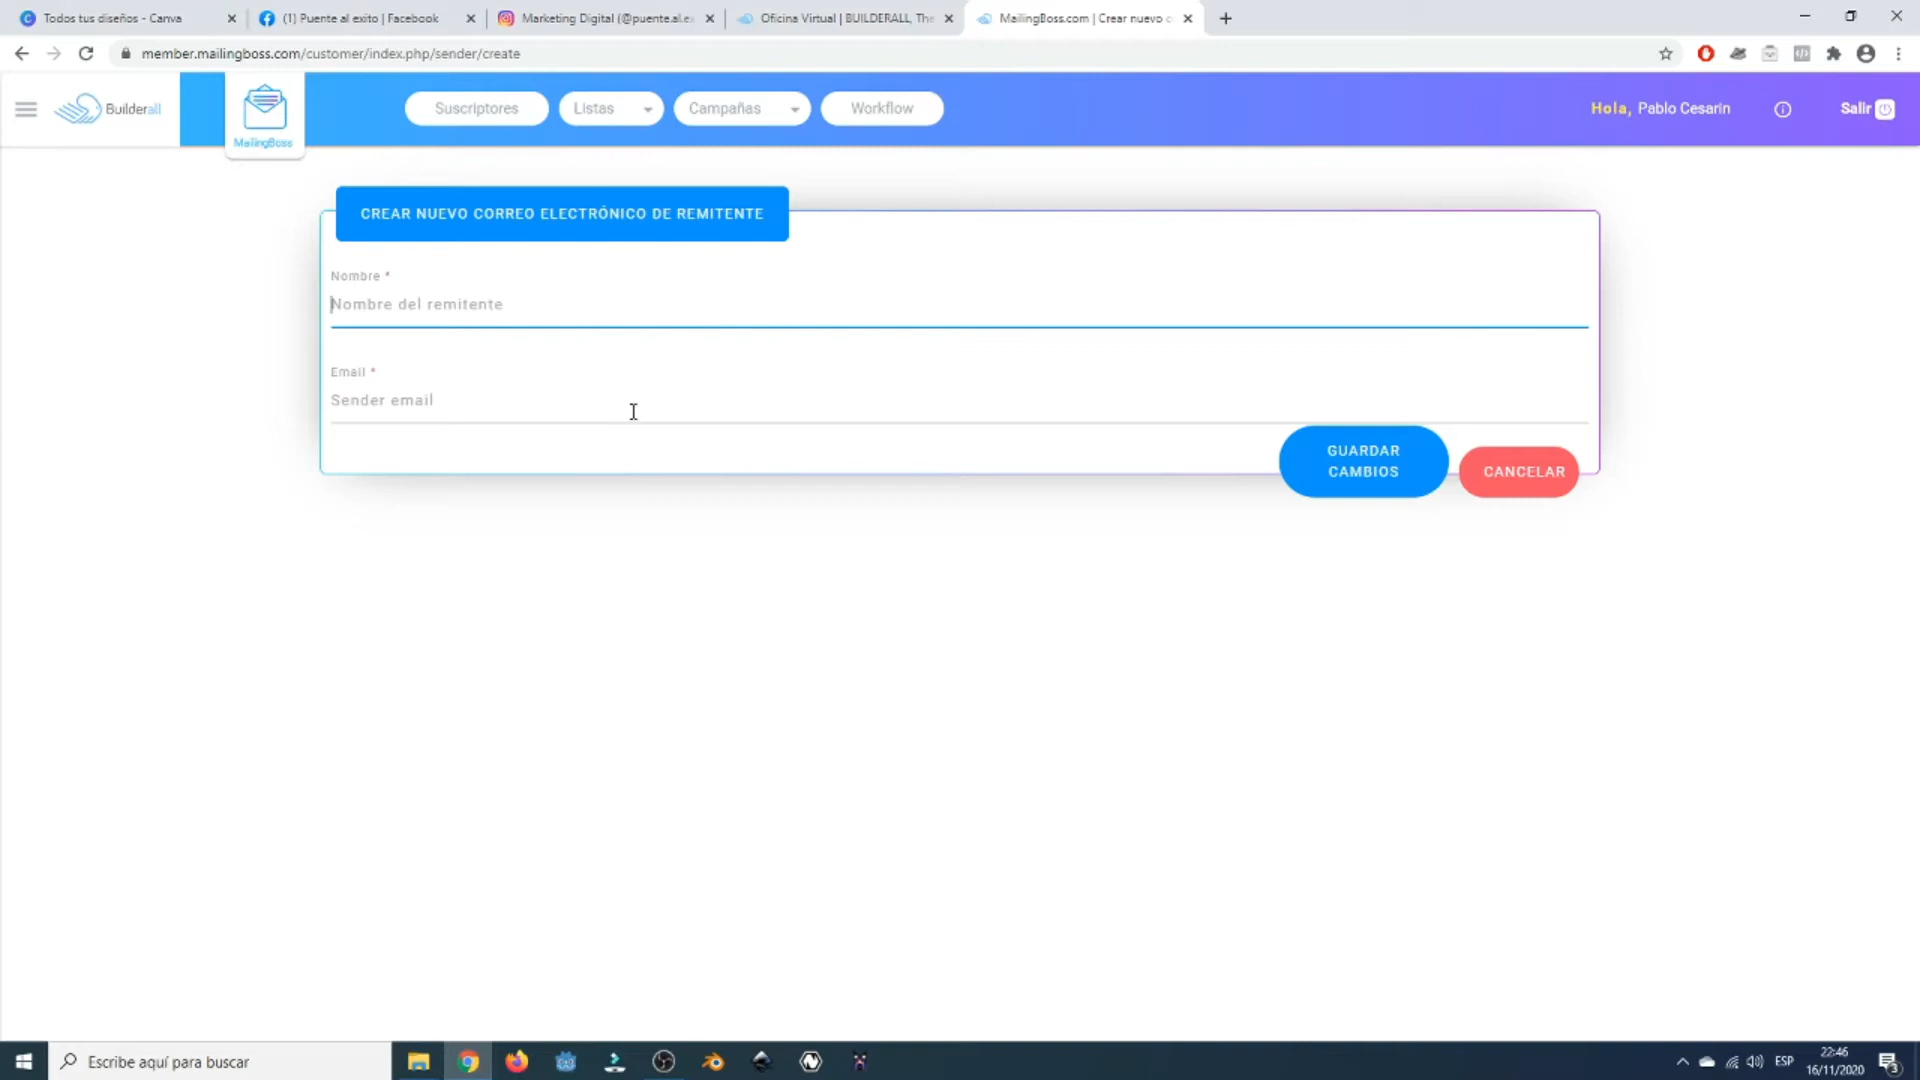 Todos tus diseños - Canva
(1) Puente al exito | Facebook
Marketing Digital (@puente.al.e
Oficina Virtual | BUILDERALL, The
MailingBoss.com | Crear nuevo c
member.mailingboss.com/customer/index.php/sender/create
Builderall
MailingBoss
Suscriptores
Listas
Campañas
Workflow
Hola, Pablo Cesarin
Salir
CREAR NUEVO CORREO ELECTRÓNICO DE REMITENTE
Nombre *
Nombre del remitente
Email *
Sender email
GUARDAR
CAMBIOS
CANCELAR
Escribe aquí para buscar
ESP
22:46
16/11/2020
3